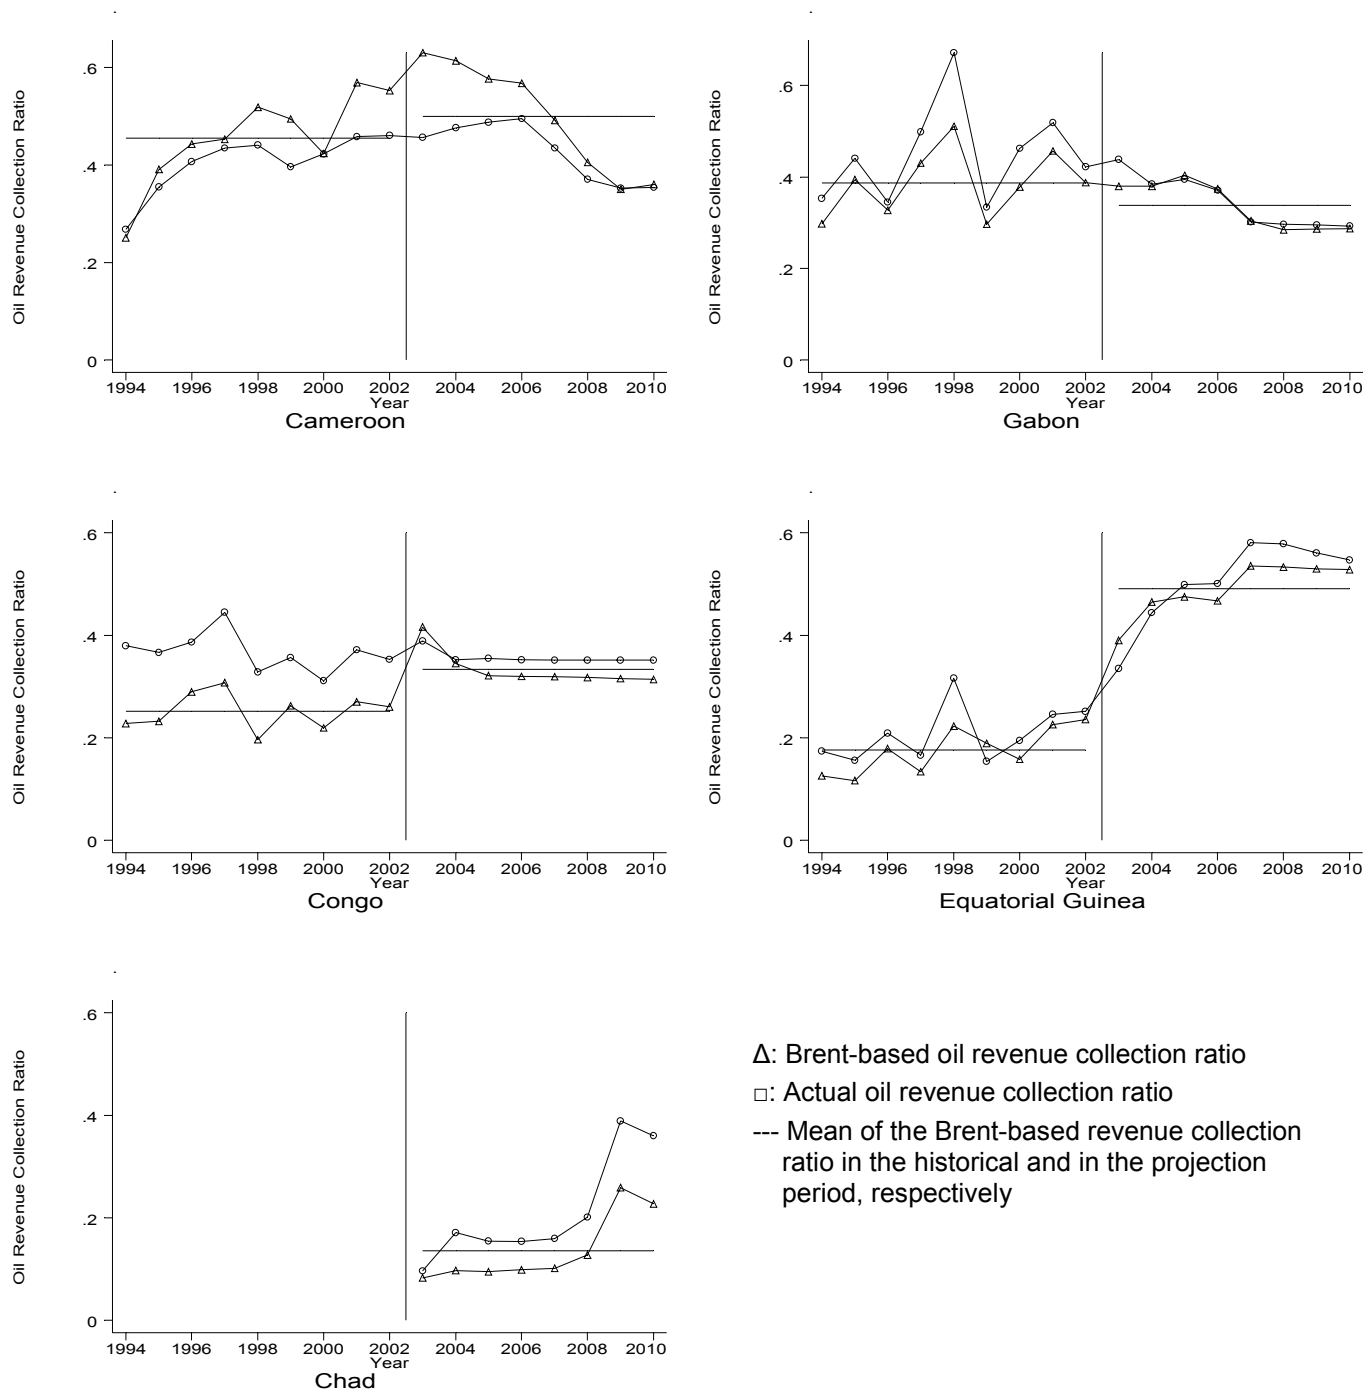 Oil Revenue Collection Ratio
.6
.4
.2
0
1994 1996 1998 2000 2002 2004 2006 2008 2010
Year
Cameroon
Oil Revenue Collection Ratio
.6
.4
.2
0
1994 1996 1998 2000 2002 2004 2006 2008 2010
Year
Gabon
Oil Revenue Collection Ratio
.6
.4
.2
0
1994 1996 1998 2000 2002 2004 2006 2008 2010
Year
Congo
Oil Revenue Collection Ratio
.6
.4
.2
0
1994 1996 1998 2000 2002 2004 2006 2008 2010
Year
Equatorial Guinea
Oil Revenue Collection Ratio
.6
.4
.2
0
1994 1996 1998 2000 2002 2004 2006 2008 2010
Year
Chad
Δ: Brent-based oil revenue collection ratio
□: Actual oil revenue collection ratio
--- Mean of the Brent-based revenue collection
ratio in the historical and in the projection
period, respectively